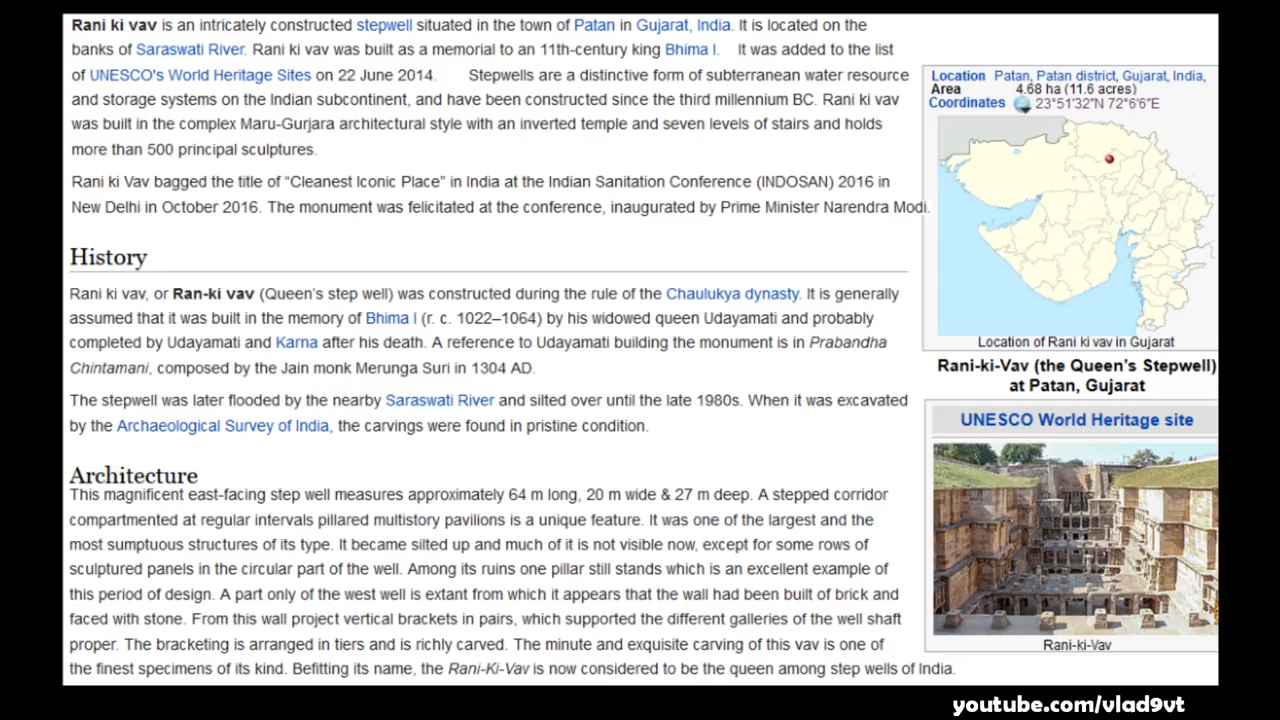 Rani ki vav is an intricately constructed stepwell situated in the town of Patan in Gujarat, India. It is located on the
banks of Saraswati River. Rani ki vav was built as a memorial to an 11th-century king Bhima I. It was added to the list
of UNESCO's World Heritage Sites on 22 June 2014. Stepwells are a distinctive form of subterranean water resource
and storage systems on the Indian subcontinent, and have been constructed since the third millennium BC. Rani ki vav
was built in the complex Maru-Gurjara architectural style with an inverted temple and seven levels of stairs and holds
more than 500 principal sculptures.
Rani ki Vav bagged the title of “Cleanest Iconic Place” in India at the Indian Sanitation Conference (INDOSAN) 2016 in
New Delhi in October 2016. The monument was felicitated at the conference, inaugurated by Prime Minister Narendra Modi.
History
Rani ki vav, or Ran-ki vav (Queen’s step well) was constructed during the rule of the Chaulukya dynasty. It is generally
assumed that it was built in the memory of Bhima I (r. c. 1022–1064) by his widowed queen Udayamati and probably
completed by Udayamati and Karna after his death. A reference to Udayamati building the monument is in Prabandha
Chintamani, composed by the Jain monk Merunga Suri in 1304 AD.
The stepwell was later flooded by the nearby Saraswati River and silted over until the late 1980s. When it was excavated
by the Archaeological Survey of India, the carvings were found in pristine condition.
Architecture
This magnificent east-facing step well measures approximately 64 m long, 20 m wide & 27 m deep. A stepped corridor
compartmented at regular intervals pillared multistory pavilions is a unique feature. It was one of the largest and the
most sumptuous structures of its type. It became silted up and much of it is not visible now, except for some rows of
sculptured panels in the circular part of the well. Among its ruins one pillar still stands which is an excellent example of
this period of design. A part only of the west well is extant from which it appears that the wall had been built of brick and
faced with stone. From this wall project vertical brackets in pairs, which supported the different galleries of the well shaft
proper. The bracketing is arranged in tiers and is richly carved. The minute and exquisite carving of this vav is one of
the finest specimens of its kind. Befitting its name, the Rani-Ki-Vav is now considered to be the queen among step wells of India.
Location Patan, Patan district, Gujarat, India,
Area 4.68 ha (11.6 acres)
Coordinates 23°51′32″N 72°6′6″E
Location of Rani ki vav in Gujarat
Rani-ki-Vav (the Queen’s Stepwell)
at Patan, Gujarat
UNESCO World Heritage site
Rani-ki-Vav
youtube.com/vlad9vt